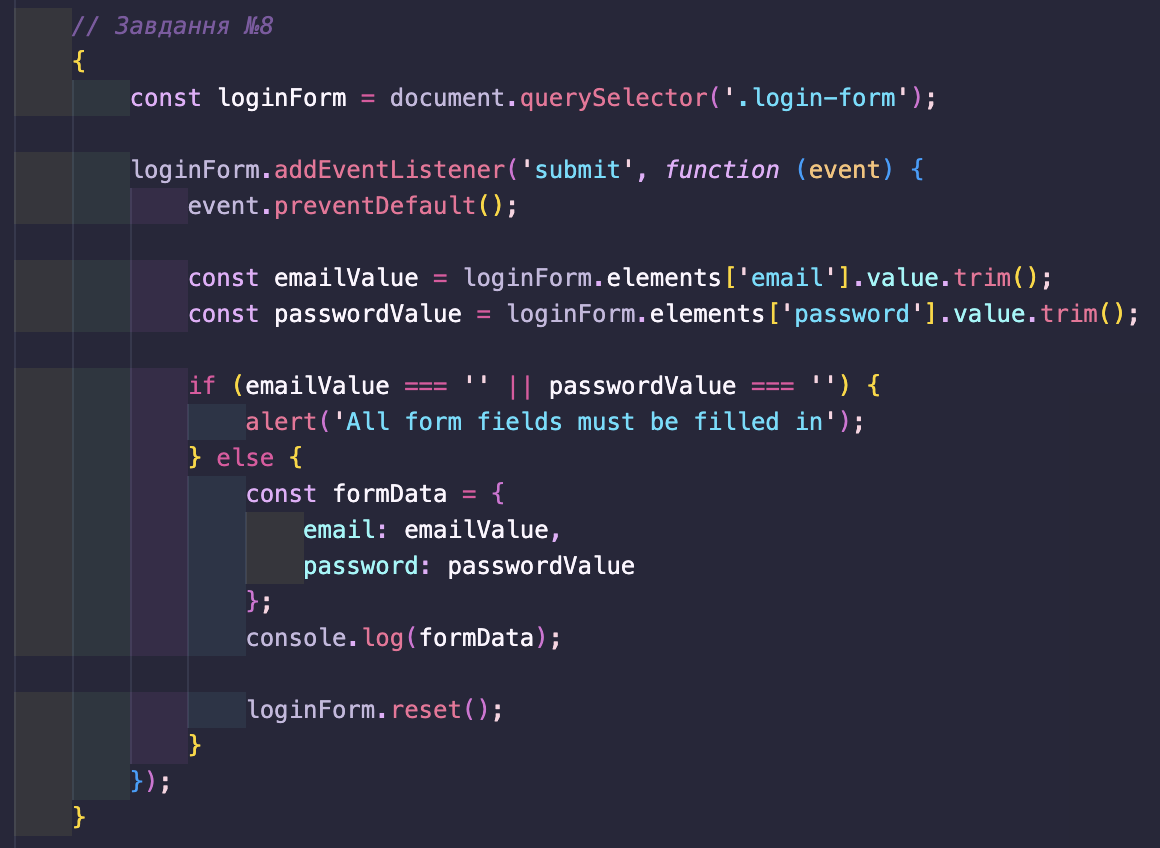 // Завдання №8
{
const loginForm = document.querySelector('.login-form');
loginForm.addEventListener('submit', function (event) {
event.preventDefault();
const emailValue = loginForm.elements['email'].value.trim();
const passwordValue = loginForm.elements['password'].value.trim();
if (emailValue === '' || passwordValue === '') {
alert('All form fields must be filled in');
} else {
const formData = {
email: emailValue,
password: passwordValue
};
console.log(formData);
loginForm.reset();
}
});
}